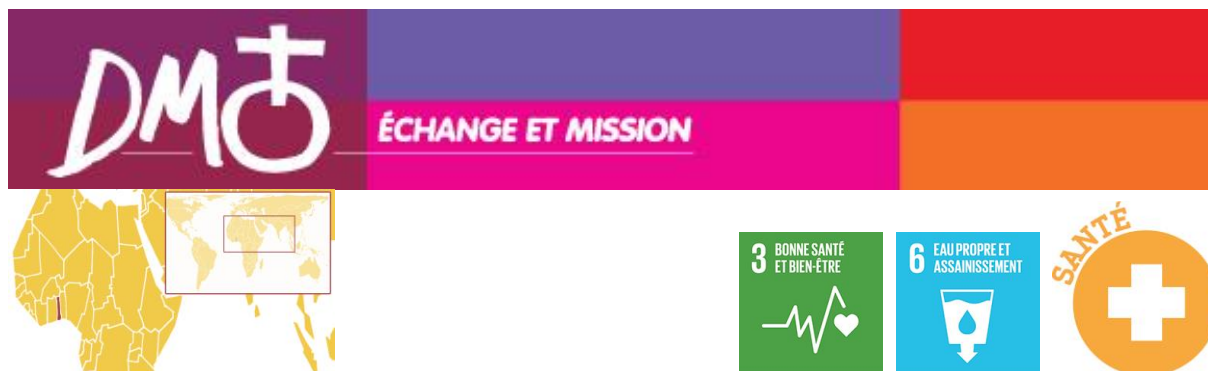 DM
ÉCHANGE ET MISSION
3 BONNE SANTÉ
ET BIEN-ÊTRE
6 EAU PROPRE ET
ASSAINISSEMENT
SANTÉ